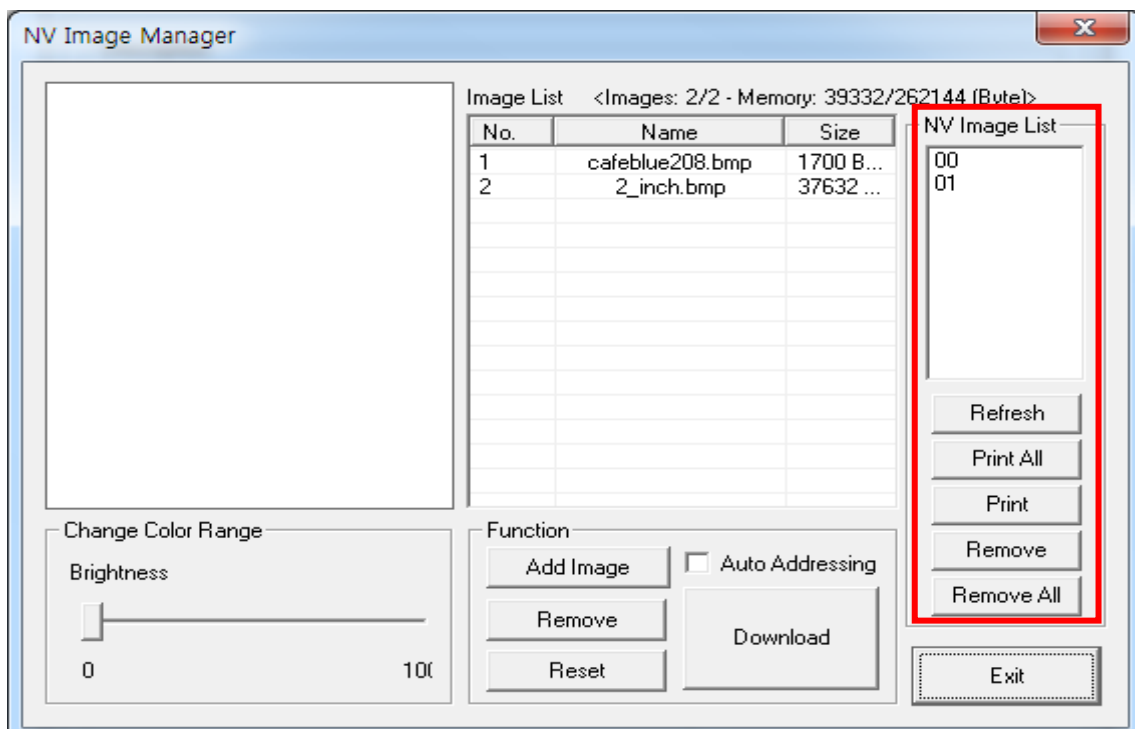 NV Image Manager
Image List <Images: 2/2 - Memory: 39332/262144 (Byte)>
No. Name Size
1 cafeblue208.bmp 1700 B...
2 2_inch.bmp 37632 ...
NV Image List
00
01
Refresh
Print All
Print
Remove
Remove All
Change Color Range
Brightness
0 100
Function
Add Image
Auto Addressing
Remove
Download
Reset
Exit